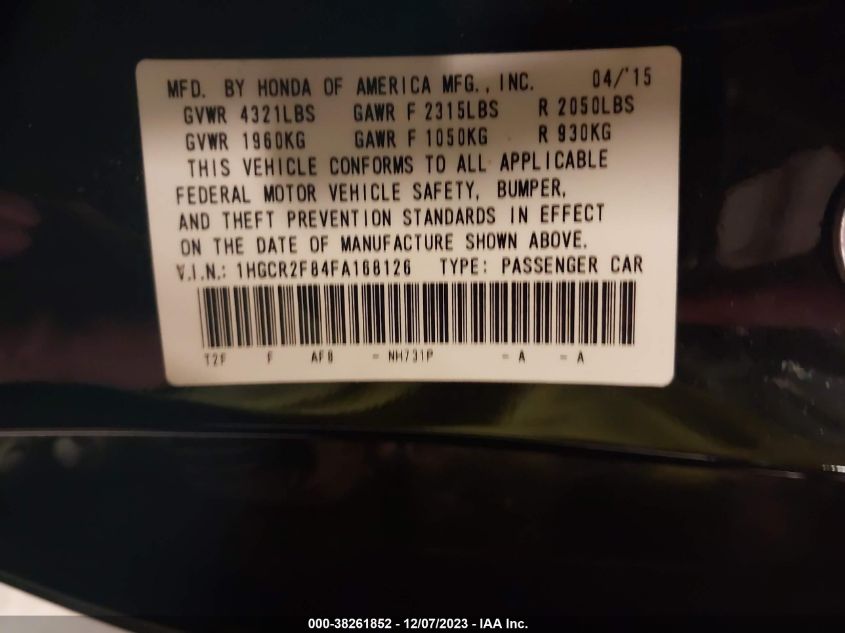 MFD. BY HONDA OF AMERICA MFG., INC. 04/'15
GVWR 4321LBS GAWR F 2315LBS R 2050LBS
GVWR 1960KG GAWR F 1050KG R 930KG
THIS VEHICLE CONFORMS TO ALL APPLICABLE
FEDERAL MOTOR VEHICLE SAFETY, BUMPER,
AND THEFT PREVENTION STANDARDS IN EFFECT
ON THE DATE OF MANUFACTURE SHOWN ABOVE.
V.I.N.: 1HGCR2F84FA168126 TYPE: PASSENGER CAR
T2F F AF8 - NH731P - A - A
000-38261852 - 12/07/2023 - IAA Inc.